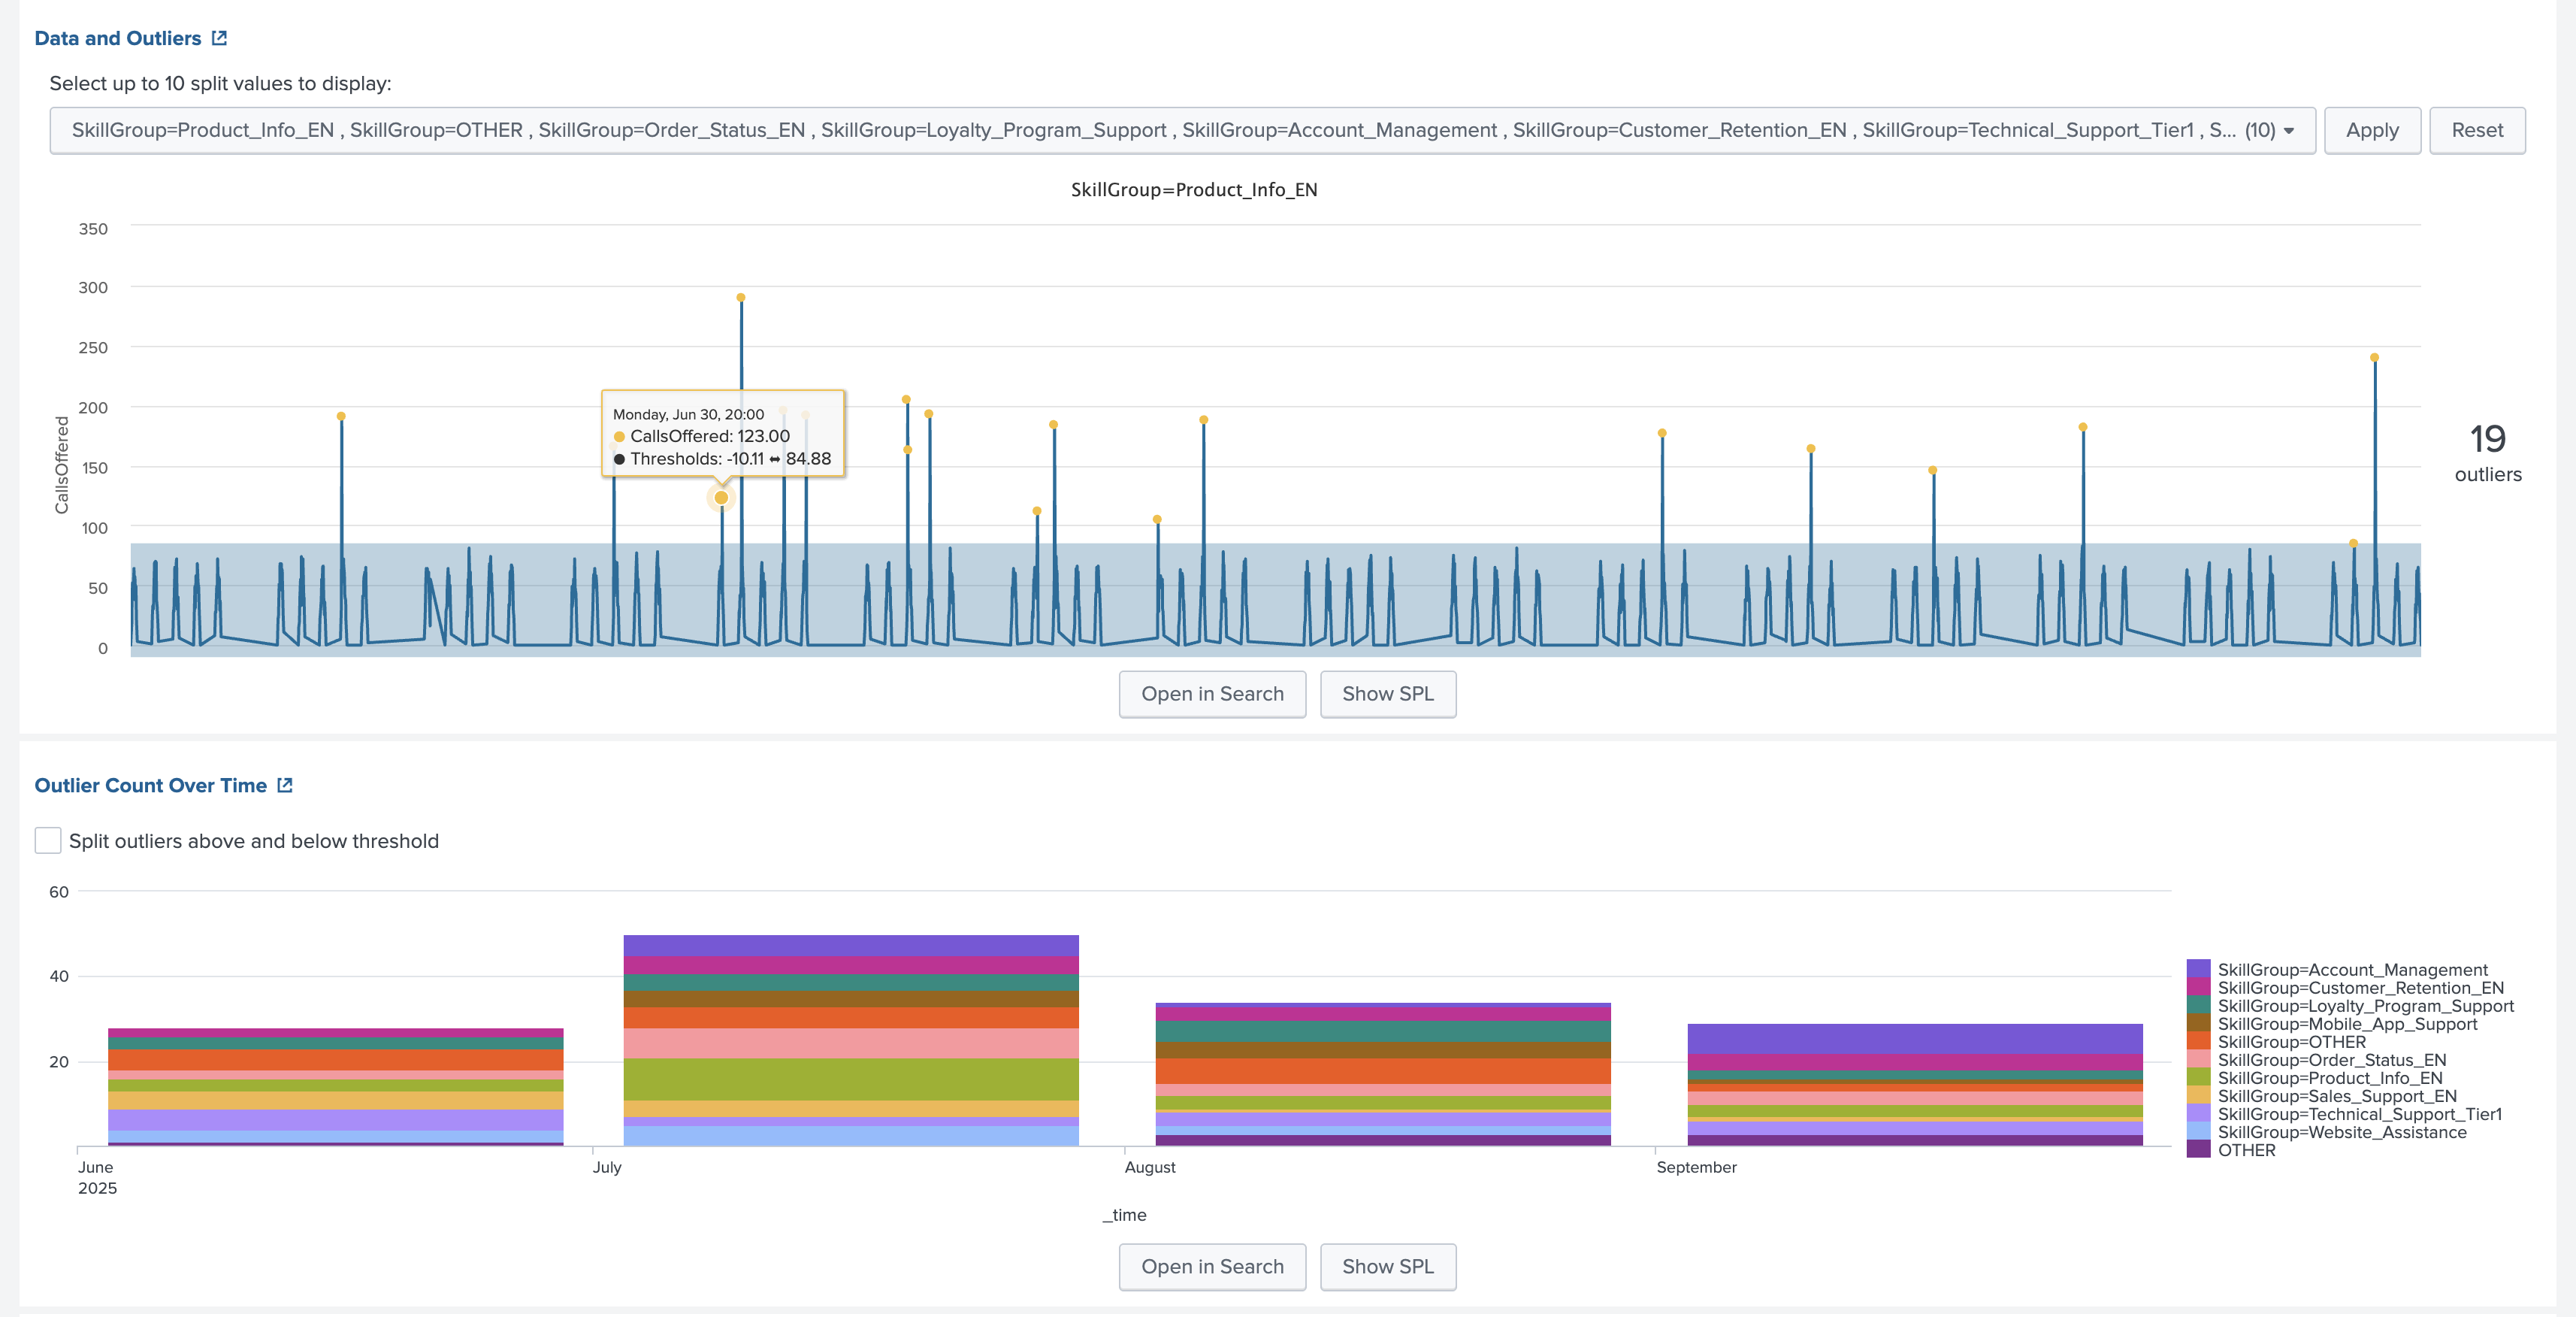 Data and Outliers
Select up to 10 split values to display:
SkillGroup=Product_Info_EN , SkillGroup=OTHER , SkillGroup=Order_Status_EN , SkillGroup=Loyalty_Program_Support , SkillGroup=Account_Management , SkillGroup=Customer_Retention_EN , SkillGroup=Technical_Support_Tier1 , S... (10)
Apply
Reset
SkillGroup=Product_Info_EN
350
300
250
200
150
100
50
0
CallsOffered
Monday, Jun 30, 20:00
CallsOffered: 123.00
Thresholds: -10.11 ⬌ 84.88
19
outliers
Open in Search
Show SPL
Outlier Count Over Time
Split outliers above and below threshold
60
40
20
June
2025
July
August
September
_time
SkillGroup=Account_Management
SkillGroup=Customer_Retention_EN
SkillGroup=Loyalty_Program_Support
SkillGroup=Mobile_App_Support
SkillGroup=OTHER
SkillGroup=Order_Status_EN
SkillGroup=Product_Info_EN
SkillGroup=Sales_Support_EN
SkillGroup=Technical_Support_Tier1
SkillGroup=Website_Assistance
OTHER
Open in Search
Show SPL